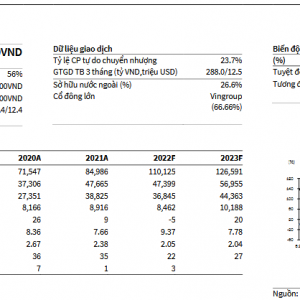 0VND
56%
00VND
00VND
.4/12.4
Dữ liệu giao dịch
Tỷ lệ CP tự do chuyển nhượng 23.7%
GTGD TB 3 tháng (tỷ VND,triệu USD) 288.0/12.5
Sở hữu nước ngoài (%) 26.6%
Cổ đông lớn Vingroup
(66.66%)
Biến độ
(%)
Tuyệt đ
Tương đ
2020A 2021A 2022F 2023F
71,547 84,986 110,125 126,591
37,306 47,665 47,399 56,955
27,351 38,825 36,845 44,363
8,162 8,916 8,462 10,188
26 9 -5 20
8.36 7.66 9.37 7.78
2.67 2.38 2.05 2.04
36 35 22 27
7 1 3
Nguồn: